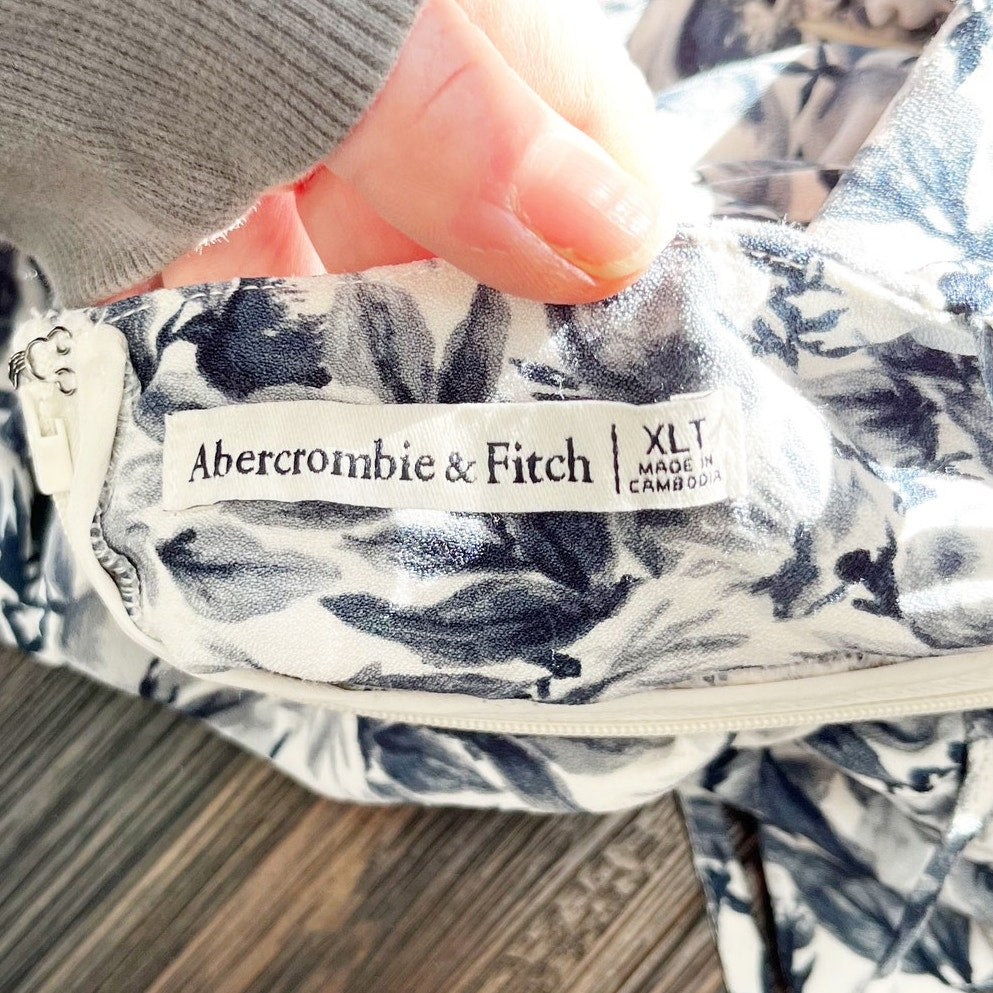 Abercrombie & Fitch
XLT
MADE IN
CAMBODIA